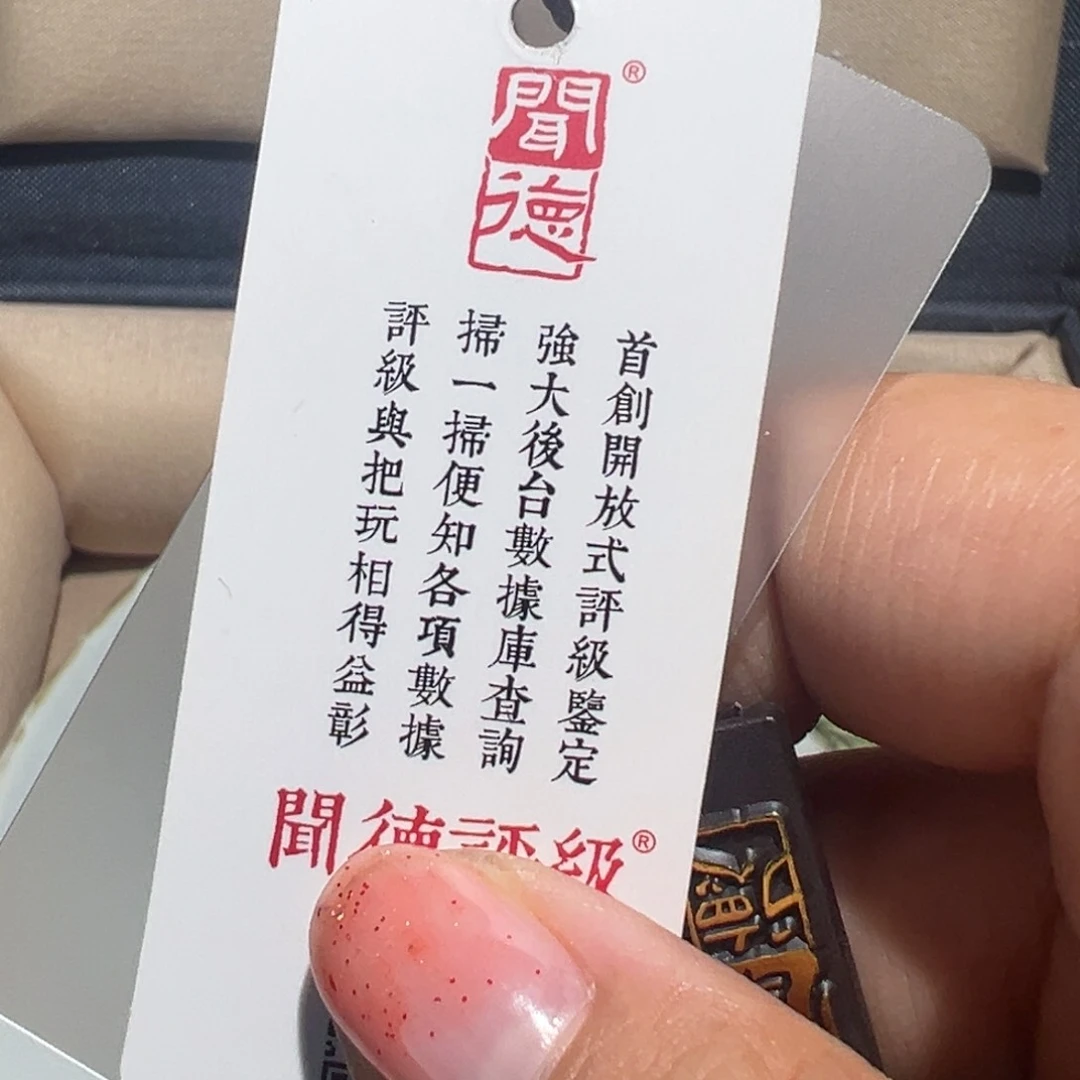 聞德
®
首創開放式評級鑒定
強大後台數據庫查詢
掃一掃便知各項數據
評級與把玩相得益彰
聞德評級®